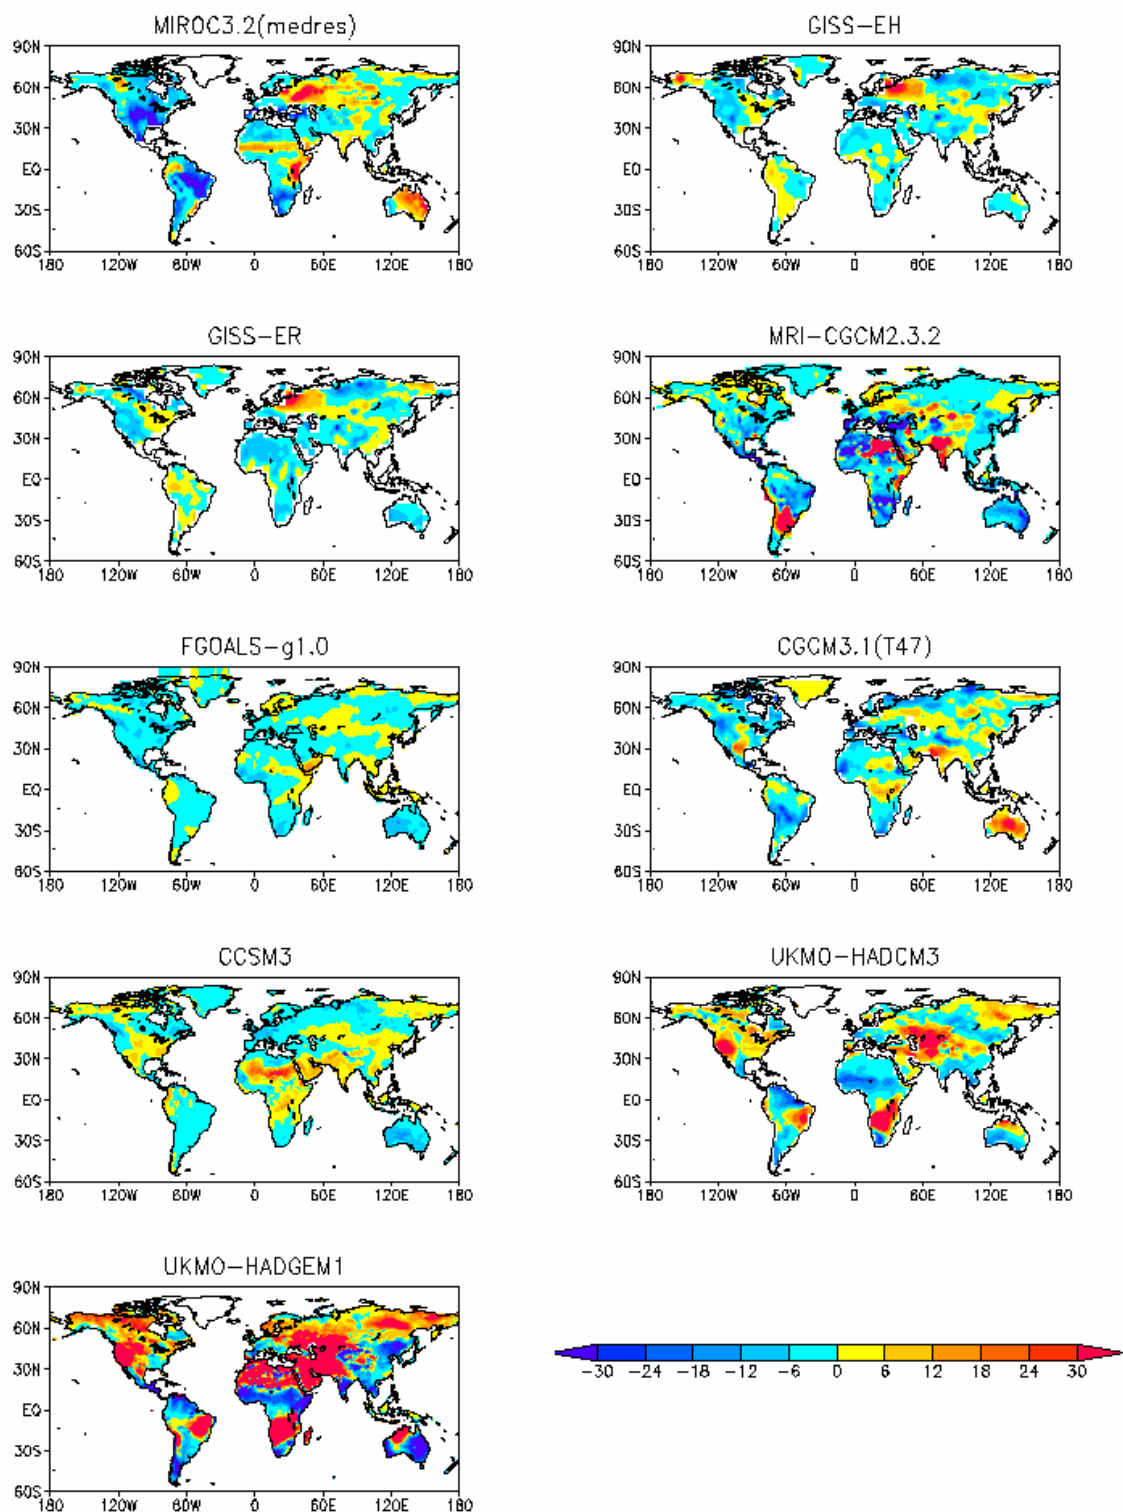 MIROC3.2(medres)
90N
60N
30N
EQ
30S
60S
180 120W 60W 0 60E 120E 180
GISS-EH
90N
60N
30N
EQ
30S
60S
180 120W 60W 0 60E 120E 180
GISS-ER
90N
60N
30N
EQ
30S
60S
180 120W 60W 0 60E 120E 180
MRI-CGCM2.3.2
90N
60N
30N
EQ
30S
60S
180 120W 60W 0 60E 120E 180
FGOALS-g1.0
90N
60N
30N
EQ
30S
60S
180 120W 60W 0 60E 120E 180
CGCM3.1(T47)
90N
60N
30N
EQ
30S
60S
180 120W 60W 0 60E 120E 180
CCSM3
90N
60N
30N
EQ
30S
60S
180 120W 60W 0 60E 120E 180
UKMO-HADCM3
90N
60N
30N
EQ
30S
60S
180 120W 60W 0 60E 120E 180
UKMO-HADGEM1
90N
60N
30N
EQ
30S
60S
180 120W 60W 0 60E 120E 180
-30 -24 -18 -12 -6 0 6 12 18 24 30